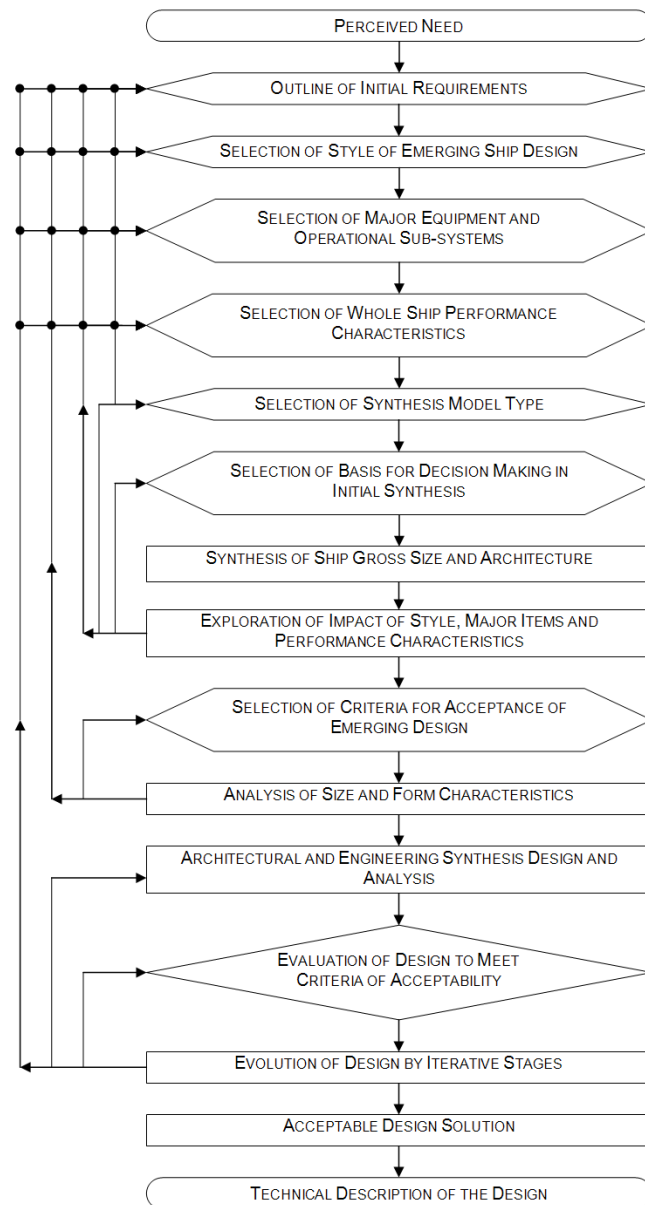 PERCEIVED NEED
OUTLINE OF INITIAL REQUIREMENTS
SELECTION OF STYLE OF EMERGING SHIP DESIGN
SELECTION OF MAJOR EQUIPMENT AND
OPERATIONAL SUB-SYSTEMS
SELECTION OF WHOLE SHIP PERFORMANCE
CHARACTERISTICS
SELECTION OF SYNTHESIS MODEL TYPE
SELECTION OF BASIS FOR DECISION MAKING IN
INITIAL SYNTHESIS
SYNTHESIS OF SHIP GROSS SIZE AND ARCHITECTURE
EXPLORATION OF IMPACT OF STYLE, MAJOR ITEMS AND
PERFORMANCE CHARACTERISTICS
SELECTION OF CRITERIA FOR ACCEPTANCE OF
EMERGING DESIGN
ANALYSIS OF SIZE AND FORM CHARACTERISTICS
ARCHITECTURAL AND ENGINEERING SYNTHESIS DESIGN AND
ANALYSIS
EVALUATION OF DESIGN TO MEET
CRITERIA OF ACCEPTABILITY
EVOLUTION OF DESIGN BY ITERATIVE STAGES
ACCEPTABLE DESIGN SOLUTION
TECHNICAL DESCRIPTION OF THE DESIGN